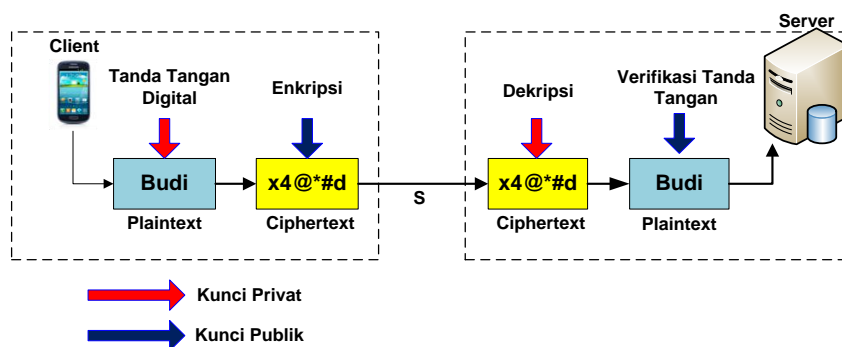 Client
Tanda Tangan
Digital
Enkripsi
Budi
Plaintext
x4@*#d
Ciphertext
S
Server
Dekripsi
Verifikasi Tanda
Tangan
x4@*#d
Ciphertext
Budi
Plaintext
Kunci Privat
Kunci Publik